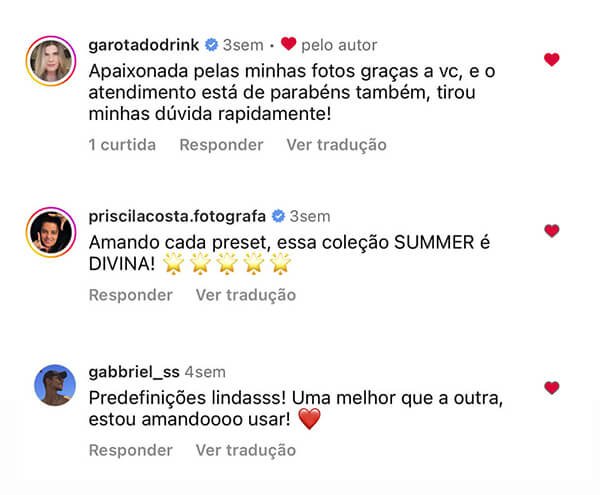 garotadodrink 3sem • ❤ pelo autor
Apaixonada pelas minhas fotos graças a vc, e o
atendimento está de parabéns também, tirou
minhas dúvida rapidamente!
1 curtida Responder Ver tradução
priscilacosta.fotografa 3sem
Amando cada preset, essa coleção SUMMER é
DIVINA! 🌟🌟🌟🌟🌟
Responder Ver tradução
gabbriel_ss 4sem
Predefinições lindasss! Uma melhor que a outra,
estou amandoooo usar! ❤️
Responder Ver tradução